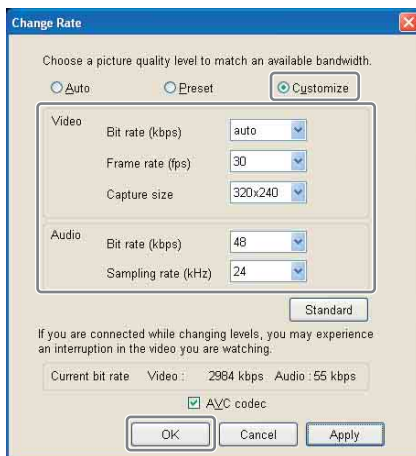 Change Rate
Choose a picture quality level to match an available bandwidth.
Auto Preset Customize
Video
Bit rate (kbps) auto
Frame rate (fps) 30
Capture size 320x240
Audio
Bit rate (kbps) 48
Sampling rate (kHz) 24
Standard
If you are connected while changing levels, you may experience
an interruption in the video you are watching.
Current bit rate Video : 2984 kbps Audio : 55 kbps
AVC codec
OK Cancel Apply